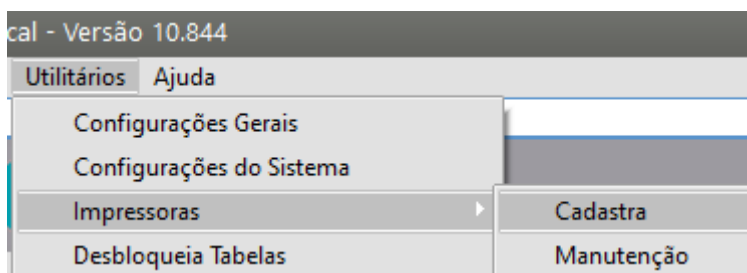 cal - Versão 10.844
Utilitários Ajuda
Configurações Gerais
Configurações do Sistema
Impressoras Cadastra
Desbloqueia Tabelas Manutenção